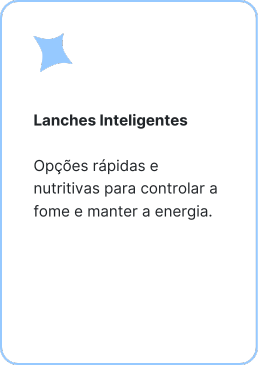 Lanches Inteligentes
Opções rápidas e
nutritivas para controlar a
fome e manter a energia.